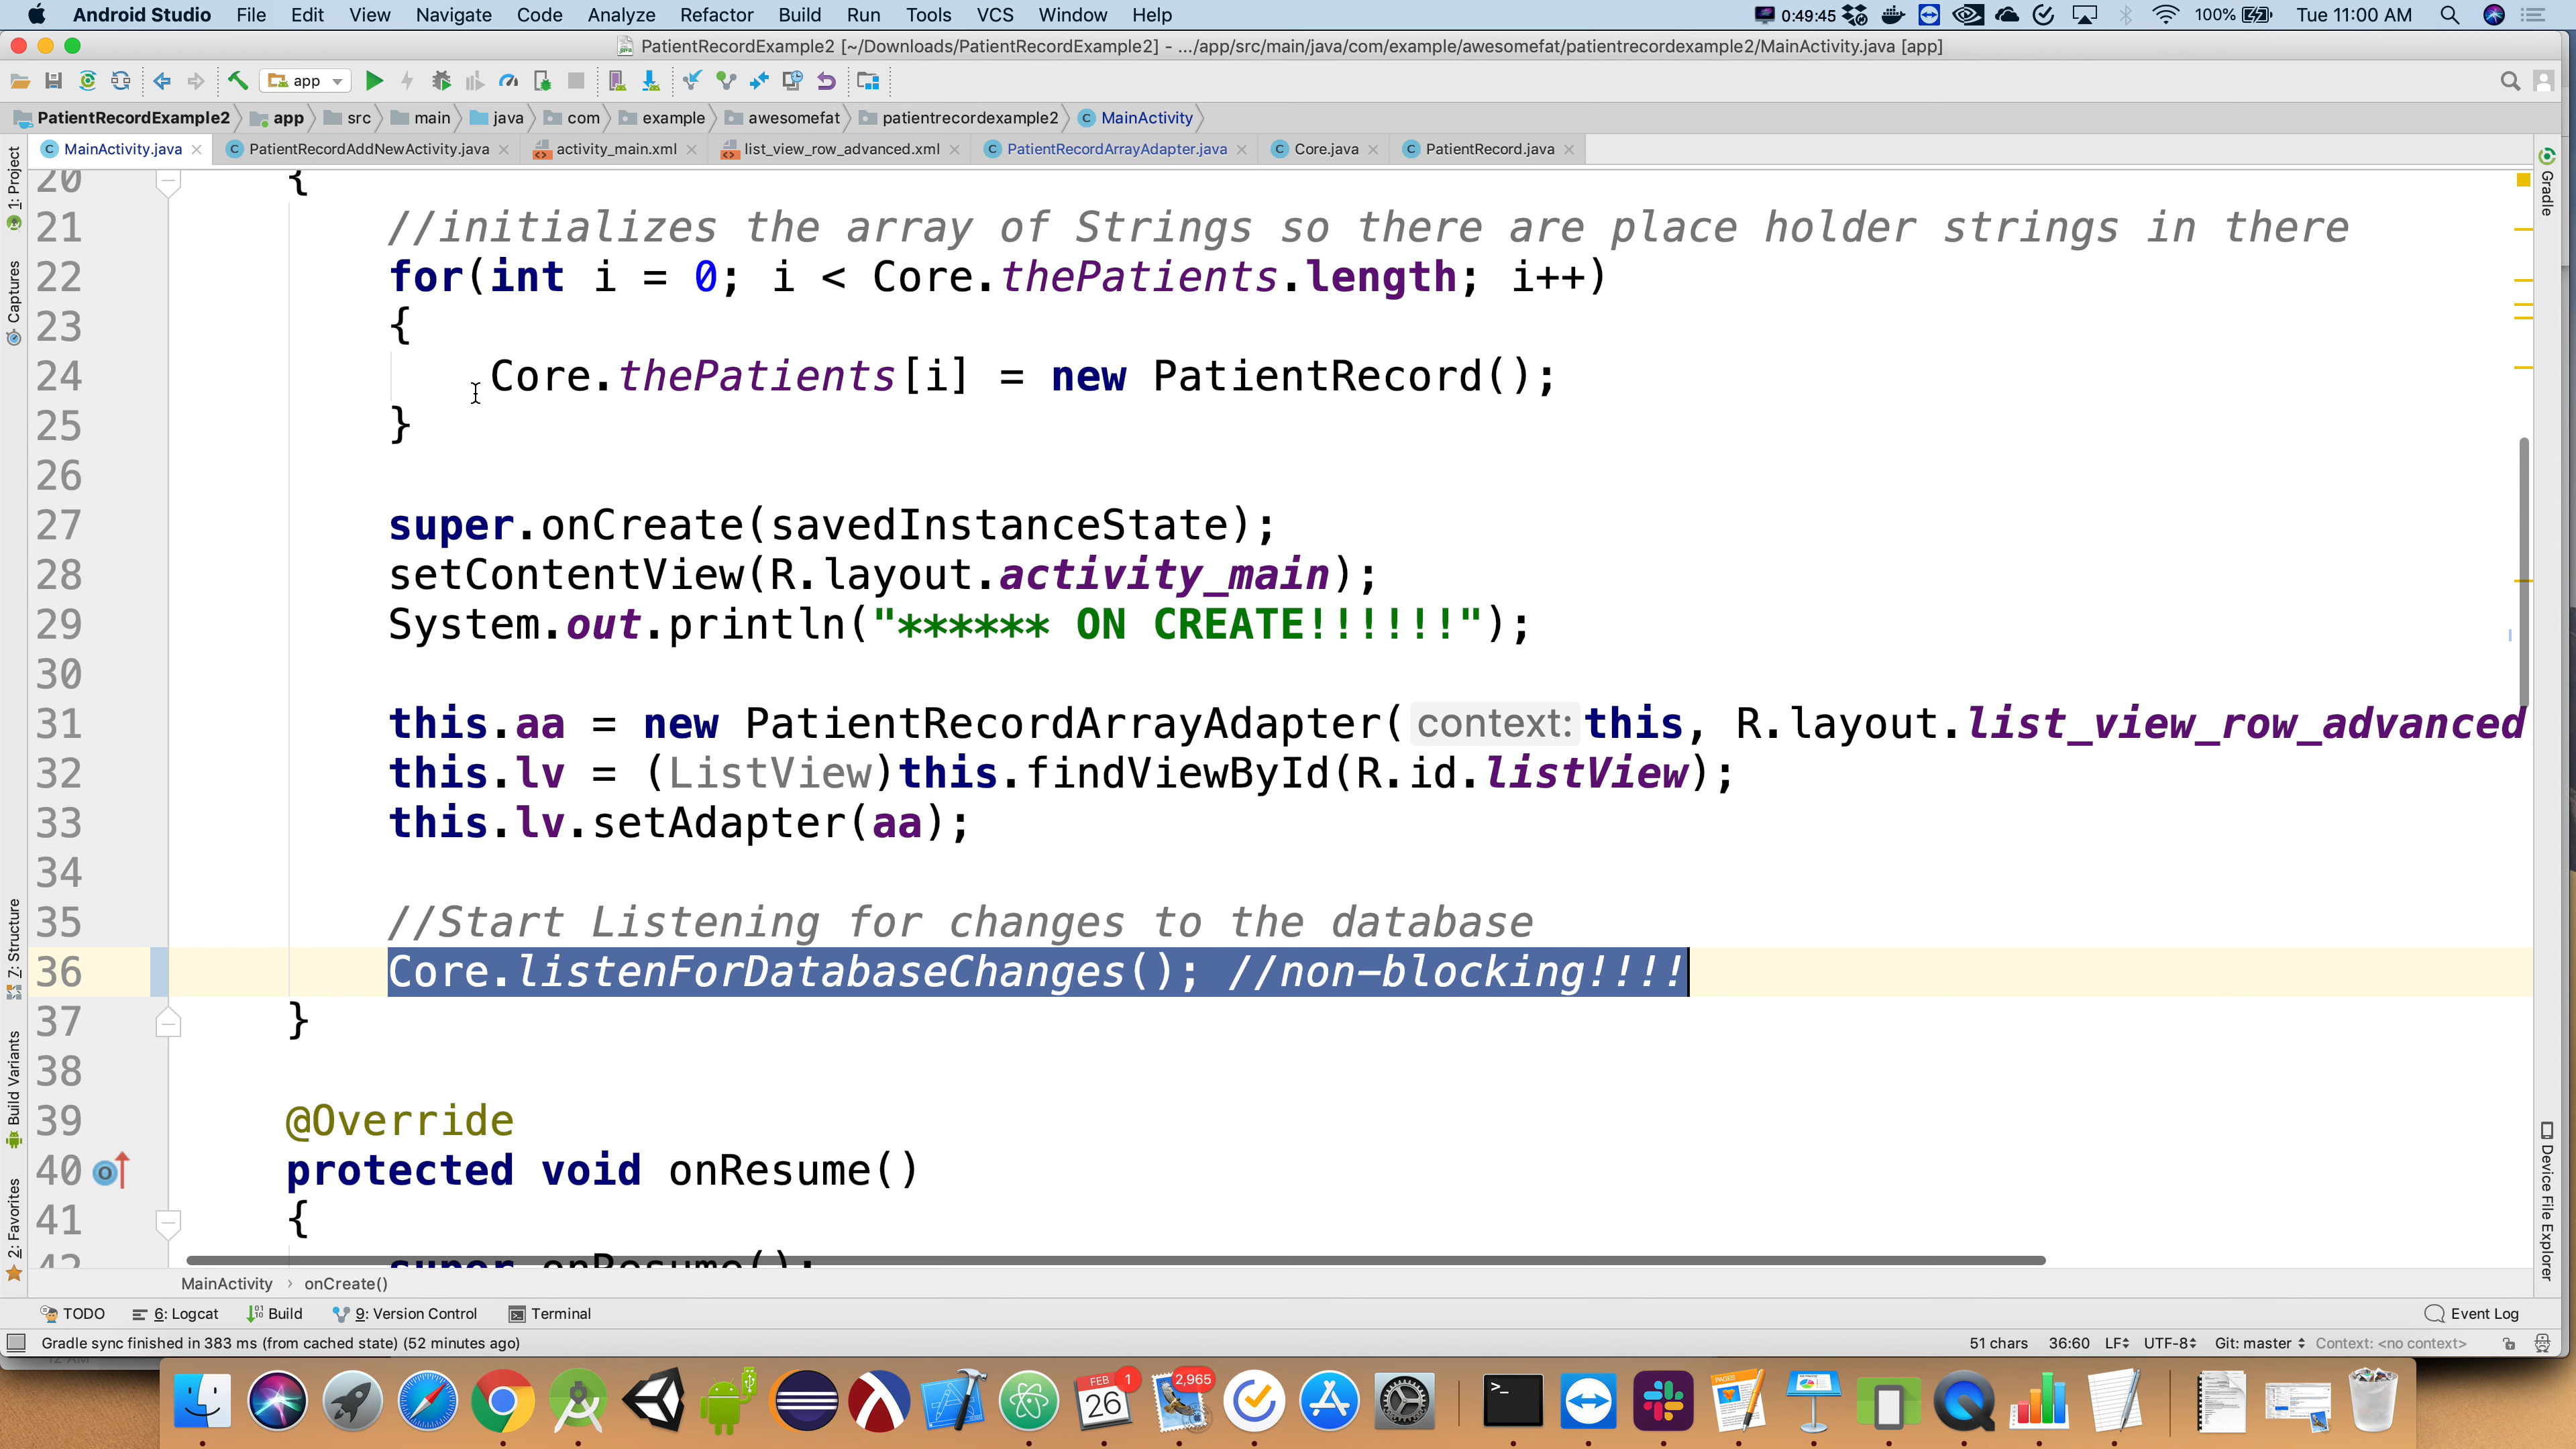 Android Studio File Edit View Navigate Code Analyze Refactor Build Run Tools VCS Window Help 0:49:45 100% Tue 11:00 AM
PatientRecordExample2 [~/Downloads/PatientRecordExample2] - .../app/src/main/java/com/example/awesomefat/patientrecordexample2/MainActivity.java [app]
app
PatientRecordExample2 app src main java com example awesomefat patientrecordexample2 MainActivity
MainActivity.java PatientRecordAddNewActivity.java activity_main.xml list_view_row_advanced.xml PatientRecordArrayAdapter.java Core.java PatientRecord.java
1: Project
Captures
7: Structure
Build Variants
2: Favorites
Gradle
Device File Explorer
20 {
21 //initializes the array of Strings so there are place holder strings in there
22 for(int i = 0; i < Core.thePatients.length; i++)
23 {
24 Core.thePatients[i] = new PatientRecord();
25 }
26
27 super.onCreate(savedInstanceState);
28 setContentView(R.layout.activity_main);
29 System.out.println("****** ON CREATE!!!!!!");
30
31 this.aa = new PatientRecordArrayAdapter( context: this, R.layout.list_view_row_advanced
32 this.lv = (ListView)this.findViewById(R.id.listView);
33 this.lv.setAdapter(aa);
34
35 //Start Listening for changes to the database
36 Core.listenForDatabaseChanges(); //non-blocking!!!!
37 }
38
39 @Override
40 protected void onResume()
41 {
42 super.onResume();
MainActivity › onCreate()
TODO 6: Logcat Build 9: Version Control Terminal Event Log
Gradle sync finished in 383 ms (from cached state) (52 minutes ago) 51 chars 36:60 LF UTF-8 Git: master Context: <no context>
FEB 26 1 2,965 PAGES